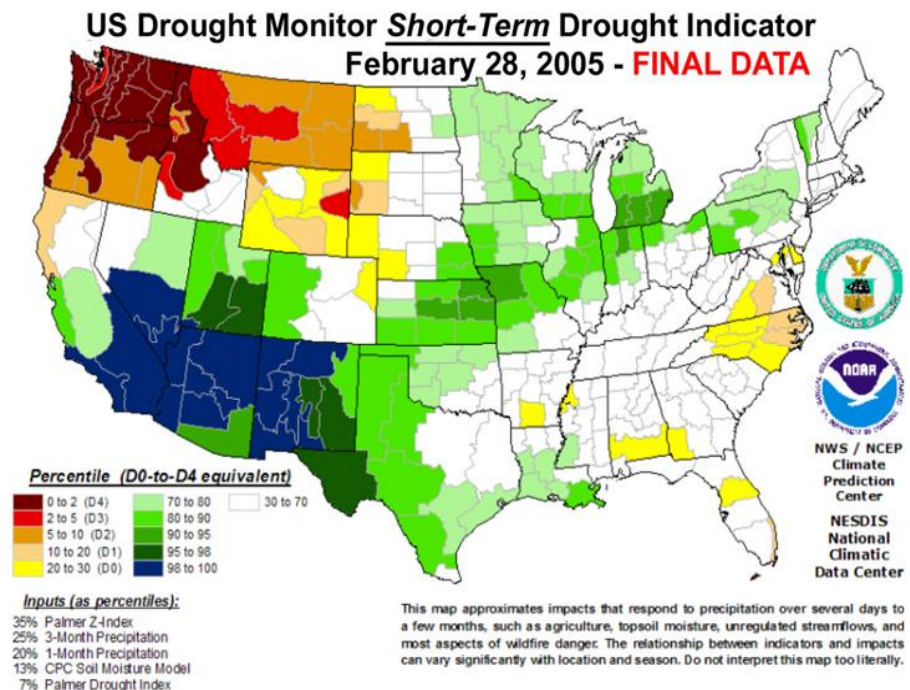 US Drought Monitor Short-Term Drought Indicator
February 28, 2005 - FINAL DATA
NOAA
NWS / NCEP
Climate
Prediction
Center
NESDIS
National
Climatic
Data Center
Percentile (D0-to-D4 equivalent)
0 to 2 (D4)
2 to 5 (D3)
5 to 10 (D2)
10 to 20 (D1)
20 to 30 (D0)
70 to 80
80 to 90
90 to 95
95 to 98
98 to 100
30 to 70
Inputs (as percentiles):
35% Palmer Z-Index
25% 3-Month Precipitation
20% 1-Month Precipitation
13% CPC Soil Moisture Model
7% Palmer Drought Index
This map approximates impacts that respond to precipitation over several days to
a few months, such as agriculture, topsoil moisture, unregulated streamflows, and
most aspects of wildfire danger. The relationship between indicators and impacts
can vary significantly with location and season. Do not interpret this map too literally.